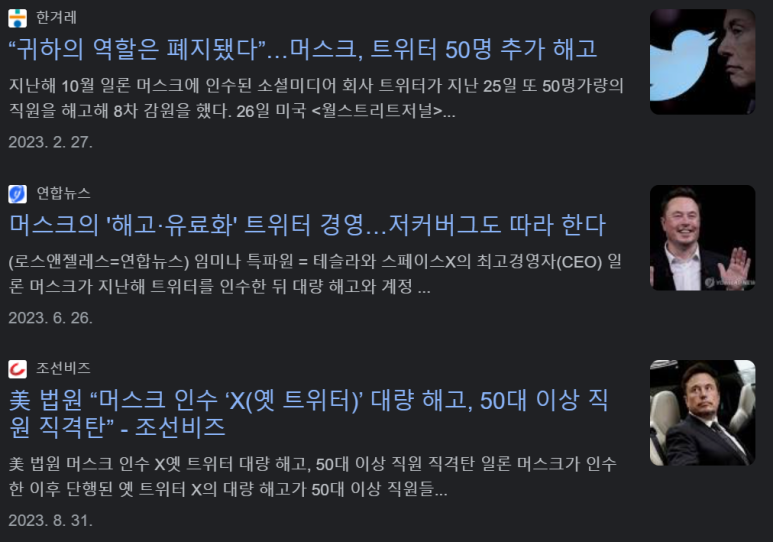 한겨레
“귀하의 역할은 폐지됐다”…머스크, 트위터 50명 추가 해고
지난해 10월 일론 머스크에 인수된 소셜미디어 회사 트위터가 지난 25일 또 50명가량의
직원을 해고해 8차 감원을 했다. 26일 미국 <월스트리트저널>...
2023. 2. 27.
연합뉴스
머스크의 '해고·유료화' 트위터 경영…저커버그도 따라 한다
(로스앤젤레스=연합뉴스) 임미나 특파원 = 테슬라와 스페이스X의 최고경영자(CEO) 일
론 머스크가 지난해 트위터를 인수한 뒤 대량 해고와 계정 ...
2023. 6. 26.
조선비즈
美 법원 “머스크 인수 ‘X(옛 트위터)’ 대량 해고, 50대 이상 직
원 직격탄” - 조선비즈
美 법원 머스크 인수 X옛 트위터 대량 해고, 50대 이상 직원 직격탄 일론 머스크가 인수
한 이후 단행된 옛 트위터 X의 대량 해고가 50대 이상 직원들...
2023. 8. 31.